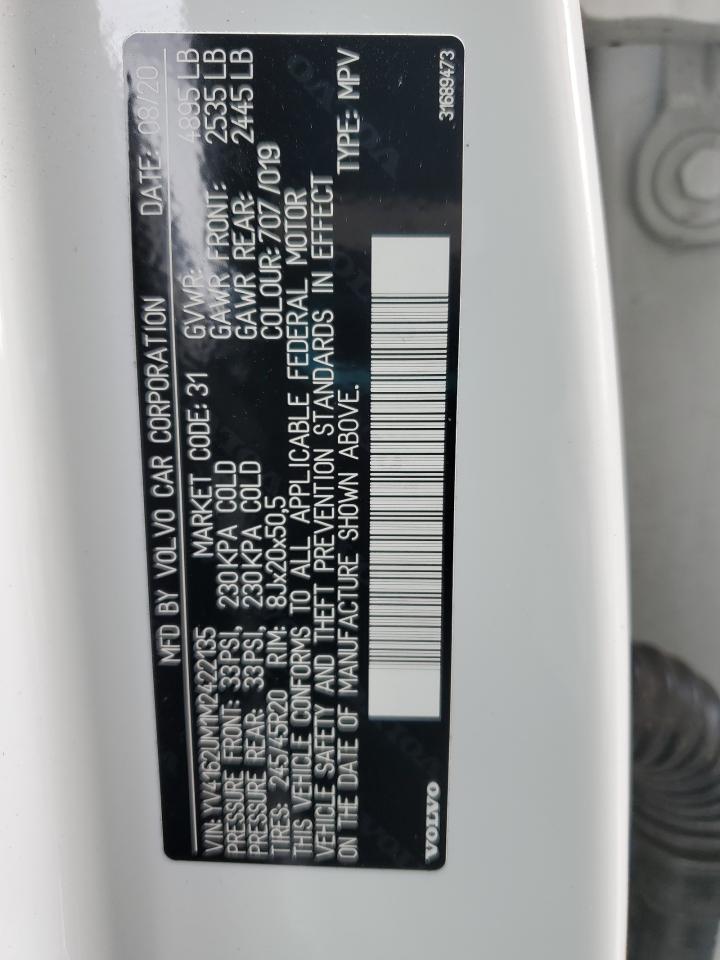 MFD BY VOLVO CAR CORPORATION DATE: 08/20
VIN: YV4162UM1M2422135 MARKET CODE: 31 GVWR: 4895 LB
PRESSURE FRONT: 33PSI, 230KPA COLD GAWR FRONT: 2535 LB
PRESSURE REAR: 33PSI, 230KPA COLD GAWR REAR: 2445 LB
TIRES: 245/45R20 RIM: 8Jx20x50,5 COLOUR: 707 /019
THIS VEHICLE CONFORMS TO ALL APPLICABLE FEDERAL MOTOR
VEHICLE SAFETY AND THEFT PREVENTION STANDARDS IN EFFECT
ON THE DATE OF MANUFACTURE SHOWN ABOVE. TYPE: MPV
VOLVO 31689473